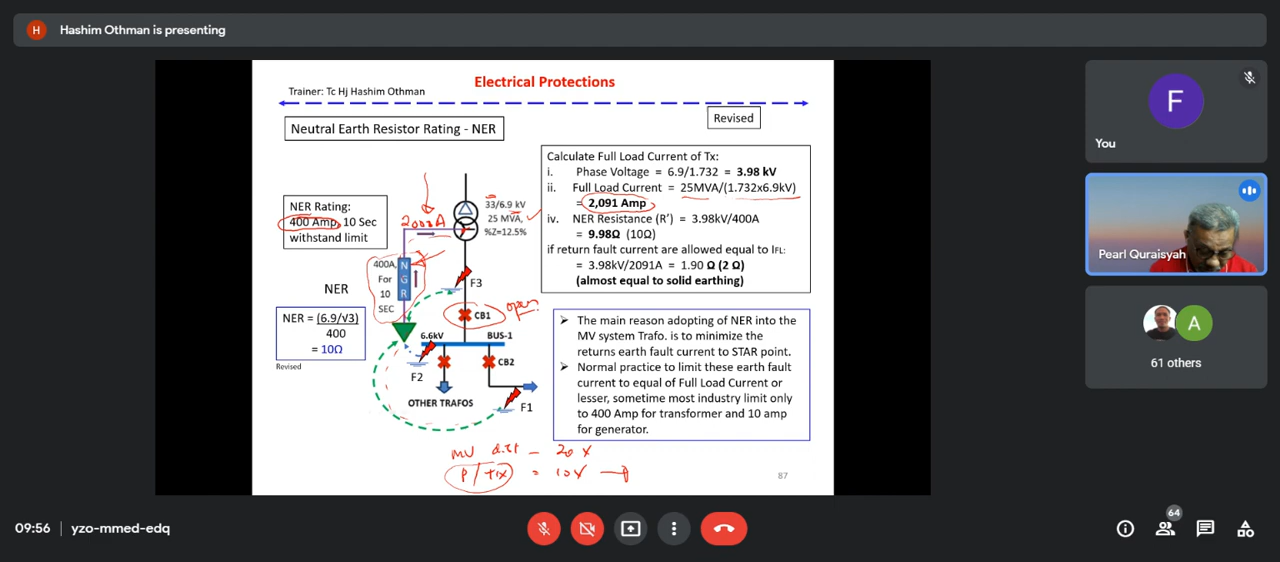 H
Hashim Othman is presenting
Electrical Protections
Trainer: Tc Hj Hashim Othman
Revised
Neutral Earth Resistor Rating - NER
Calculate Full Load Current of Tx:
i. Phase Voltage = 6.9/1.732 = 3.98 kV
ii. Full Load Current = 25MVA/(1.732x6.9kV)
= 2,091 Amp
iv. NER Resistance (R') = 3.98kV/400A
= 9.98Ω (10Ω)
if return fault current are allowed equal to IFL:
= 3.98kV/2091A = 1.90 Ω (2 Ω)
(almost equal to solid earthing)
NER Rating:
400 Amp, 10 Sec
withstand limit
2000A
33/6.9 kV
25 MVA,
%Z=12.5%
400A,
For
10
SEC
N
G
R
NER
F3
CB1
open
NER = (6.9/√3)
400
= 10Ω
Revised
6.6kV
BUS-1
F2
CB2
OTHER TRAFOS
F1
➢ The main reason adopting of NER into the
MV system Trafo. is to minimize the
returns earth fault current to STAR point.
➢ Normal practice to limit these earth fault
current to equal of Full Load Current or
lesser, sometime most industry limit only
to 400 Amp for transformer and 10 amp
for generator.
MV
20 x
P / TX = 10x
87
F
You
Pearl Quraisyah
A
61 others
09:56 | yzo-mmed-edq
64